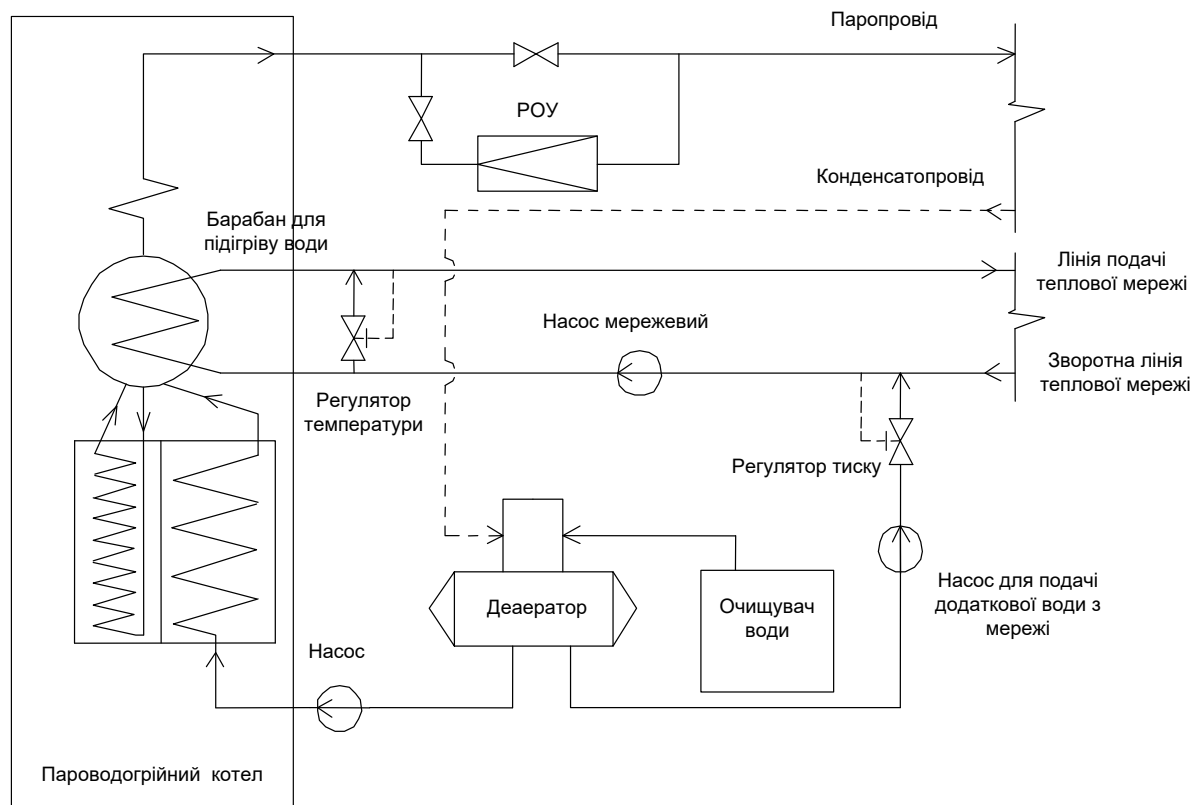 Паропровід
РОУ
Конденсатопровід
Барабан для
підігріву води
Лінія подачі
теплової мережі
Насос мережевий
Зворотна лінія
теплової мережі
Регулятор
температури
Регулятор тиску
Насос для подачі
додаткової води з
мережі
Деаератор
Очищувач
води
Насос
Пароводогрійний котел